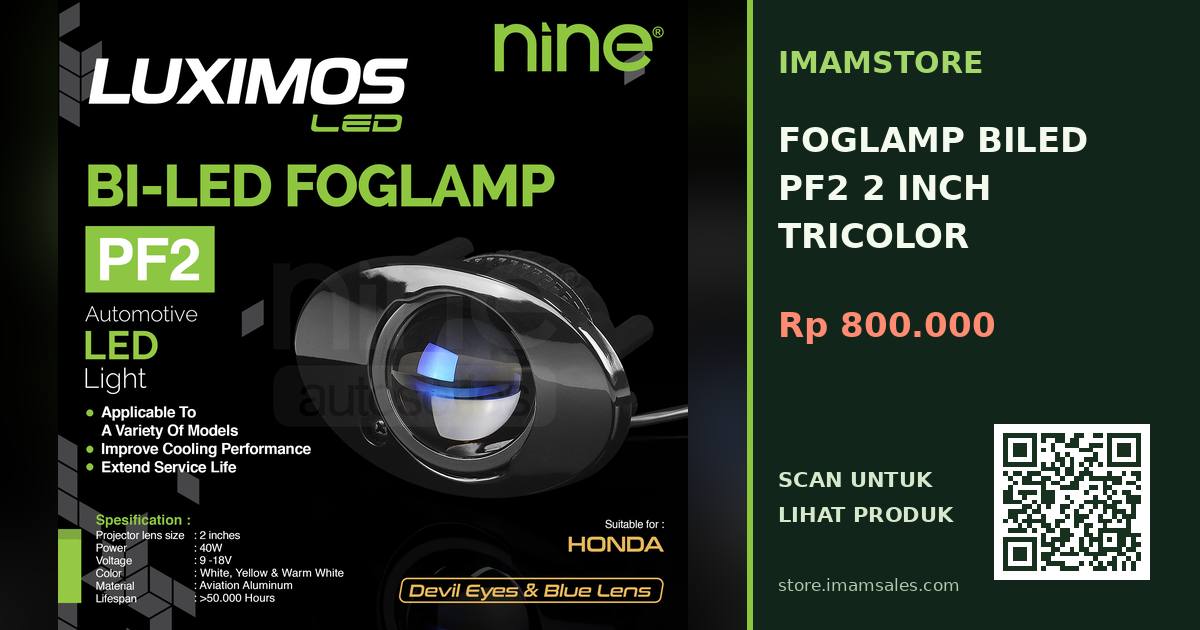 LUXIMOS
LED
nine®
BI-LED FOGLAMP
PF2
Automotive
LED
Light
• Applicable To
A Variety Of Models
• Improve Cooling Performance
• Extend Service Life
Spesification :
Projector lens size : 2 inches
Power : 40W
Voltage : 9 -18V
Color : White, Yellow & Warm White
Material : Aviation Aluminum
Lifespan : >50.000 Hours
Suitable for :
HONDA
Devil Eyes & Blue Lens
IMAMSTORE
FOGLAMP BILED
PF2 2 INCH
TRICOLOR
Rp 800.000
SCAN UNTUK
LIHAT PRODUK
store.imamsales.com